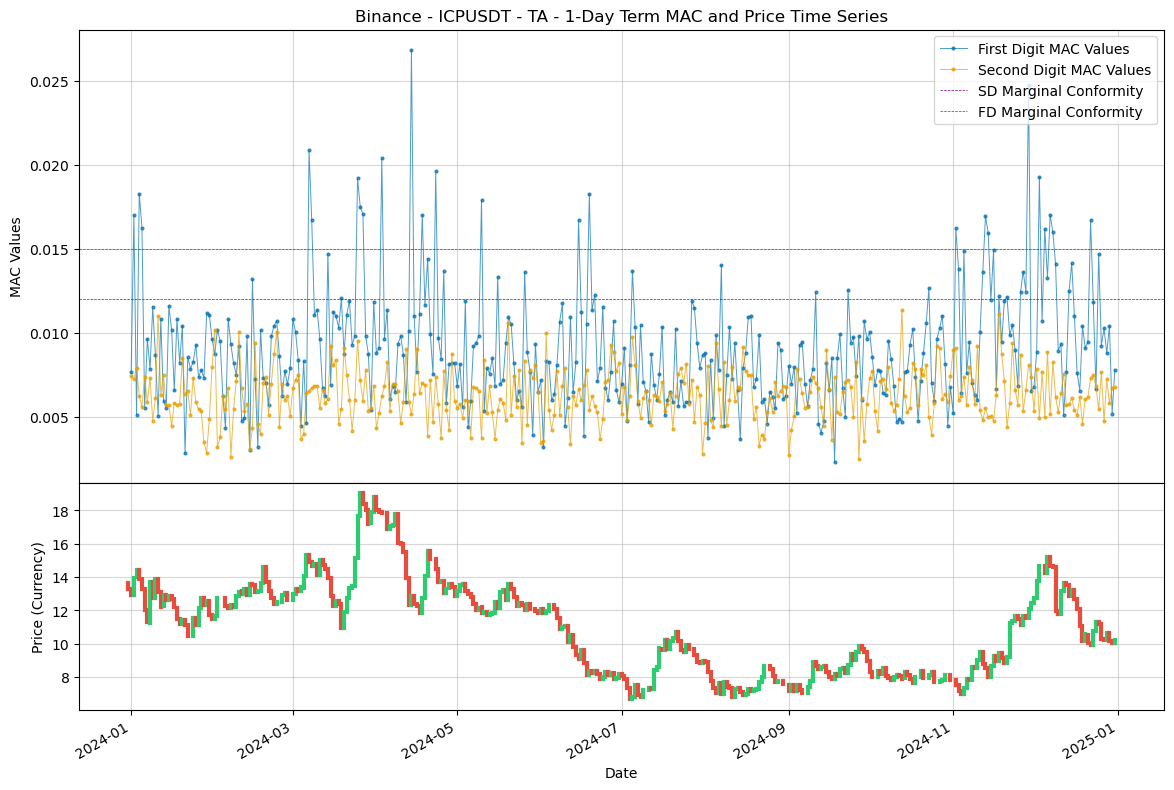 Binance - ICPUSDT - TA - 1-Day Term MAC and Price Time Series
First Digit MAC Values
Second Digit MAC Values
SD Marginal Conformity
FD Marginal Conformity
MAC Values
0.025
0.020
0.015
0.010
0.005
Price (Currency)
18
16
14
12
10
8
2024-01
2024-03
2024-05
2024-07
2024-09
2024-11
2025-01
Date